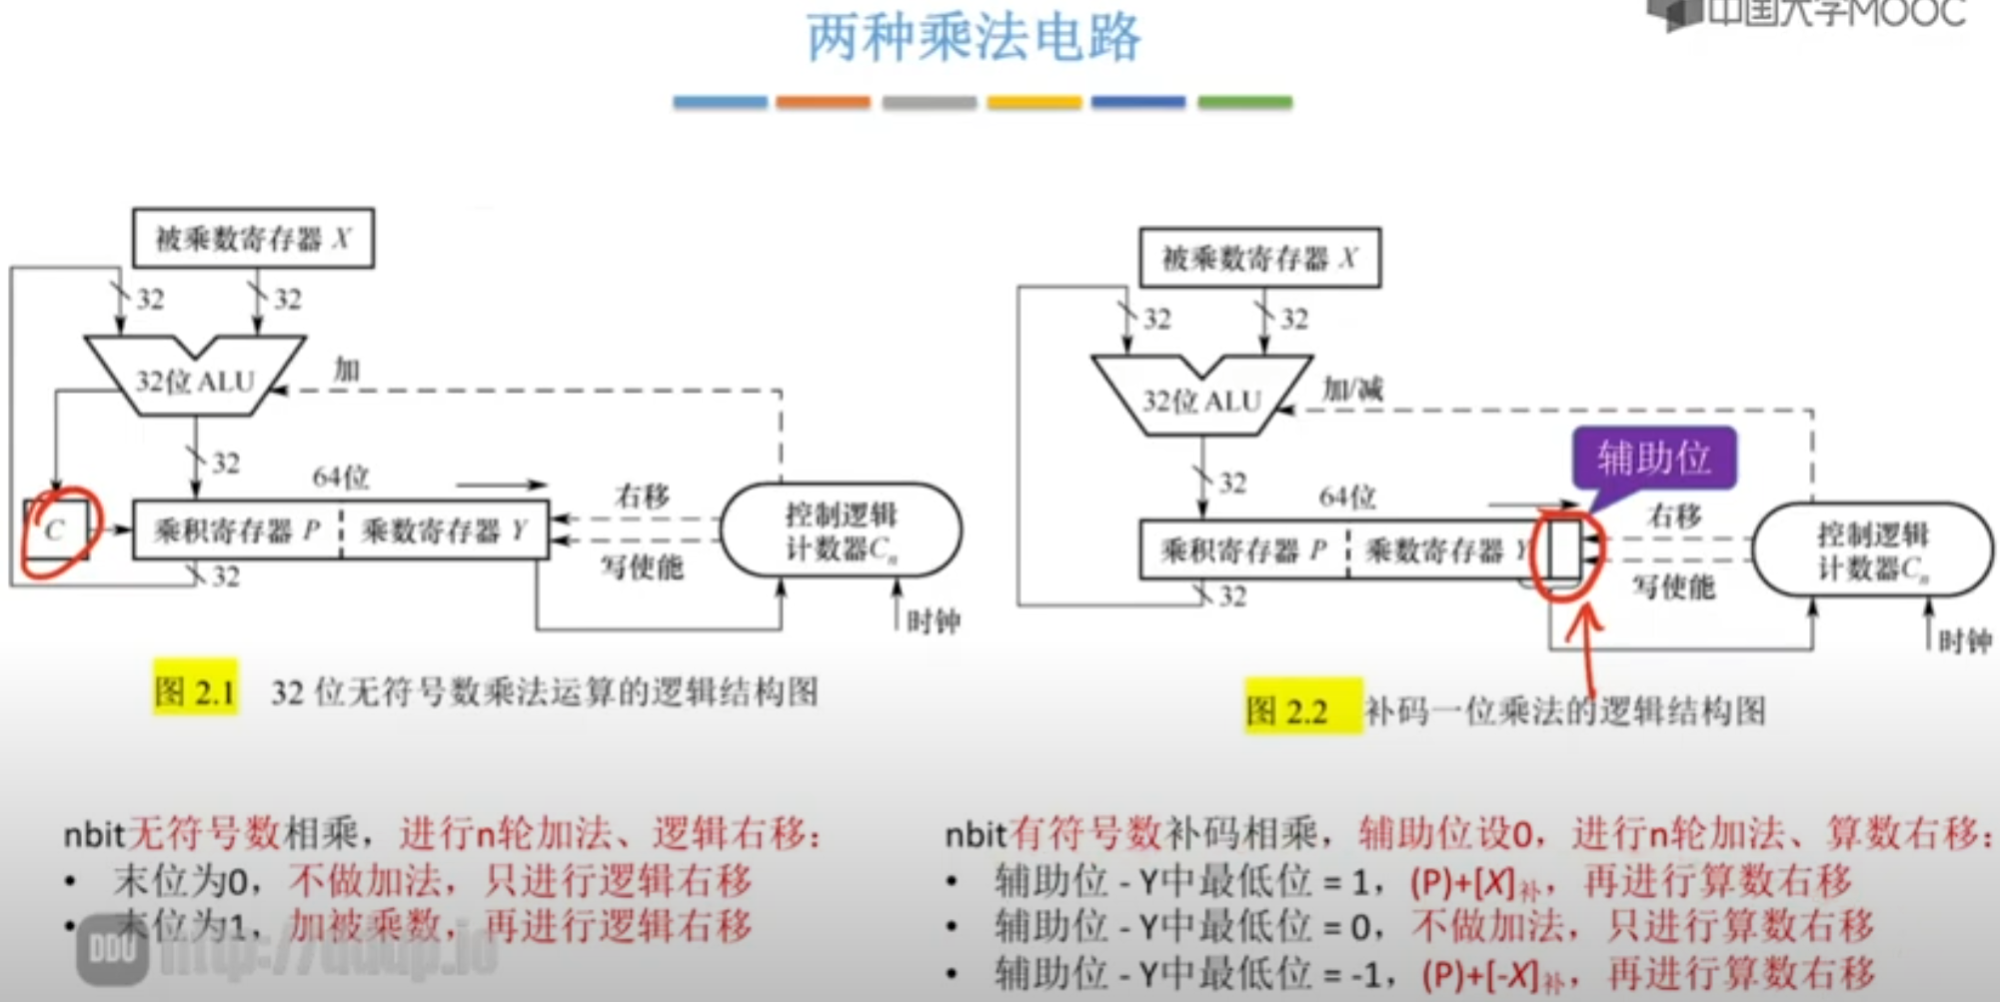 中国大学MOOC
两种乘法电路
被乘数寄存器 X
32
32
32位 ALU
加
32
64位
C
乘积寄存器 P
乘数寄存器 Y
右移
写使能
控制逻辑
计数器Cn
32
时钟
图 2.1 32 位无符号数乘法运算的逻辑结构图
被乘数寄存器 X
32
32
32位 ALU
加/减
辅助位
32
64位
乘积寄存器 P
乘数寄存器 Y
右移
写使能
控制逻辑
计数器Cn
32
时钟
图 2.2 补码一位乘法的逻辑结构图
nbit无符号数相乘，进行n轮加法、逻辑右移：
• 末位为0，不做加法，只进行逻辑右移
• 末位为1，加被乘数，再进行逻辑右移
nbit有符号数补码相乘，辅助位设0，进行n轮加法、算数右移：
• 辅助位 - Y中最低位 = 1，(P)+[X]补，再进行算数右移
• 辅助位 - Y中最低位 = 0，不做加法，只进行算数右移
• 辅助位 - Y中最低位 = -1，(P)+[-X]补，再进行算数右移
DDU